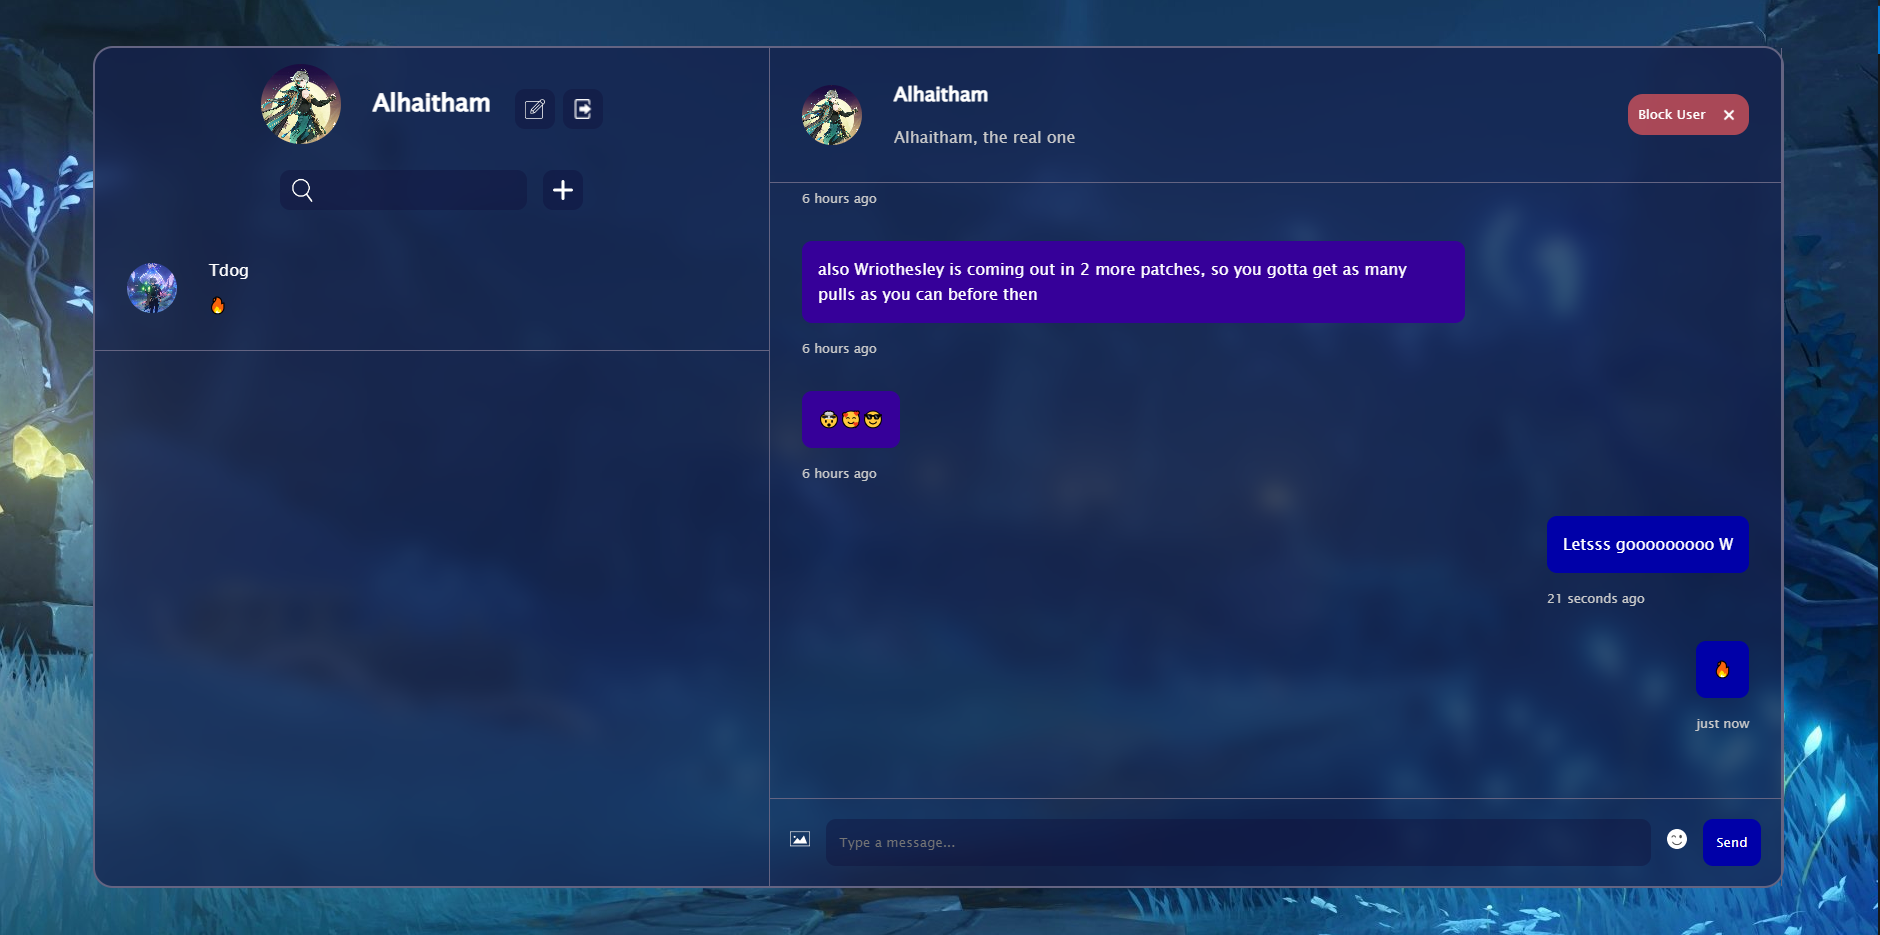 Alhaitham
Tdog
🔥
Alhaitham
Alhaitham, the real one
Block User ✕
6 hours ago
also Wriothesley is coming out in 2 more patches, so you gotta get as many
pulls as you can before then
6 hours ago
🤯🥰😎
6 hours ago
Letsss gooooooooo W
21 seconds ago
🔥
just now
Type a message...
Send